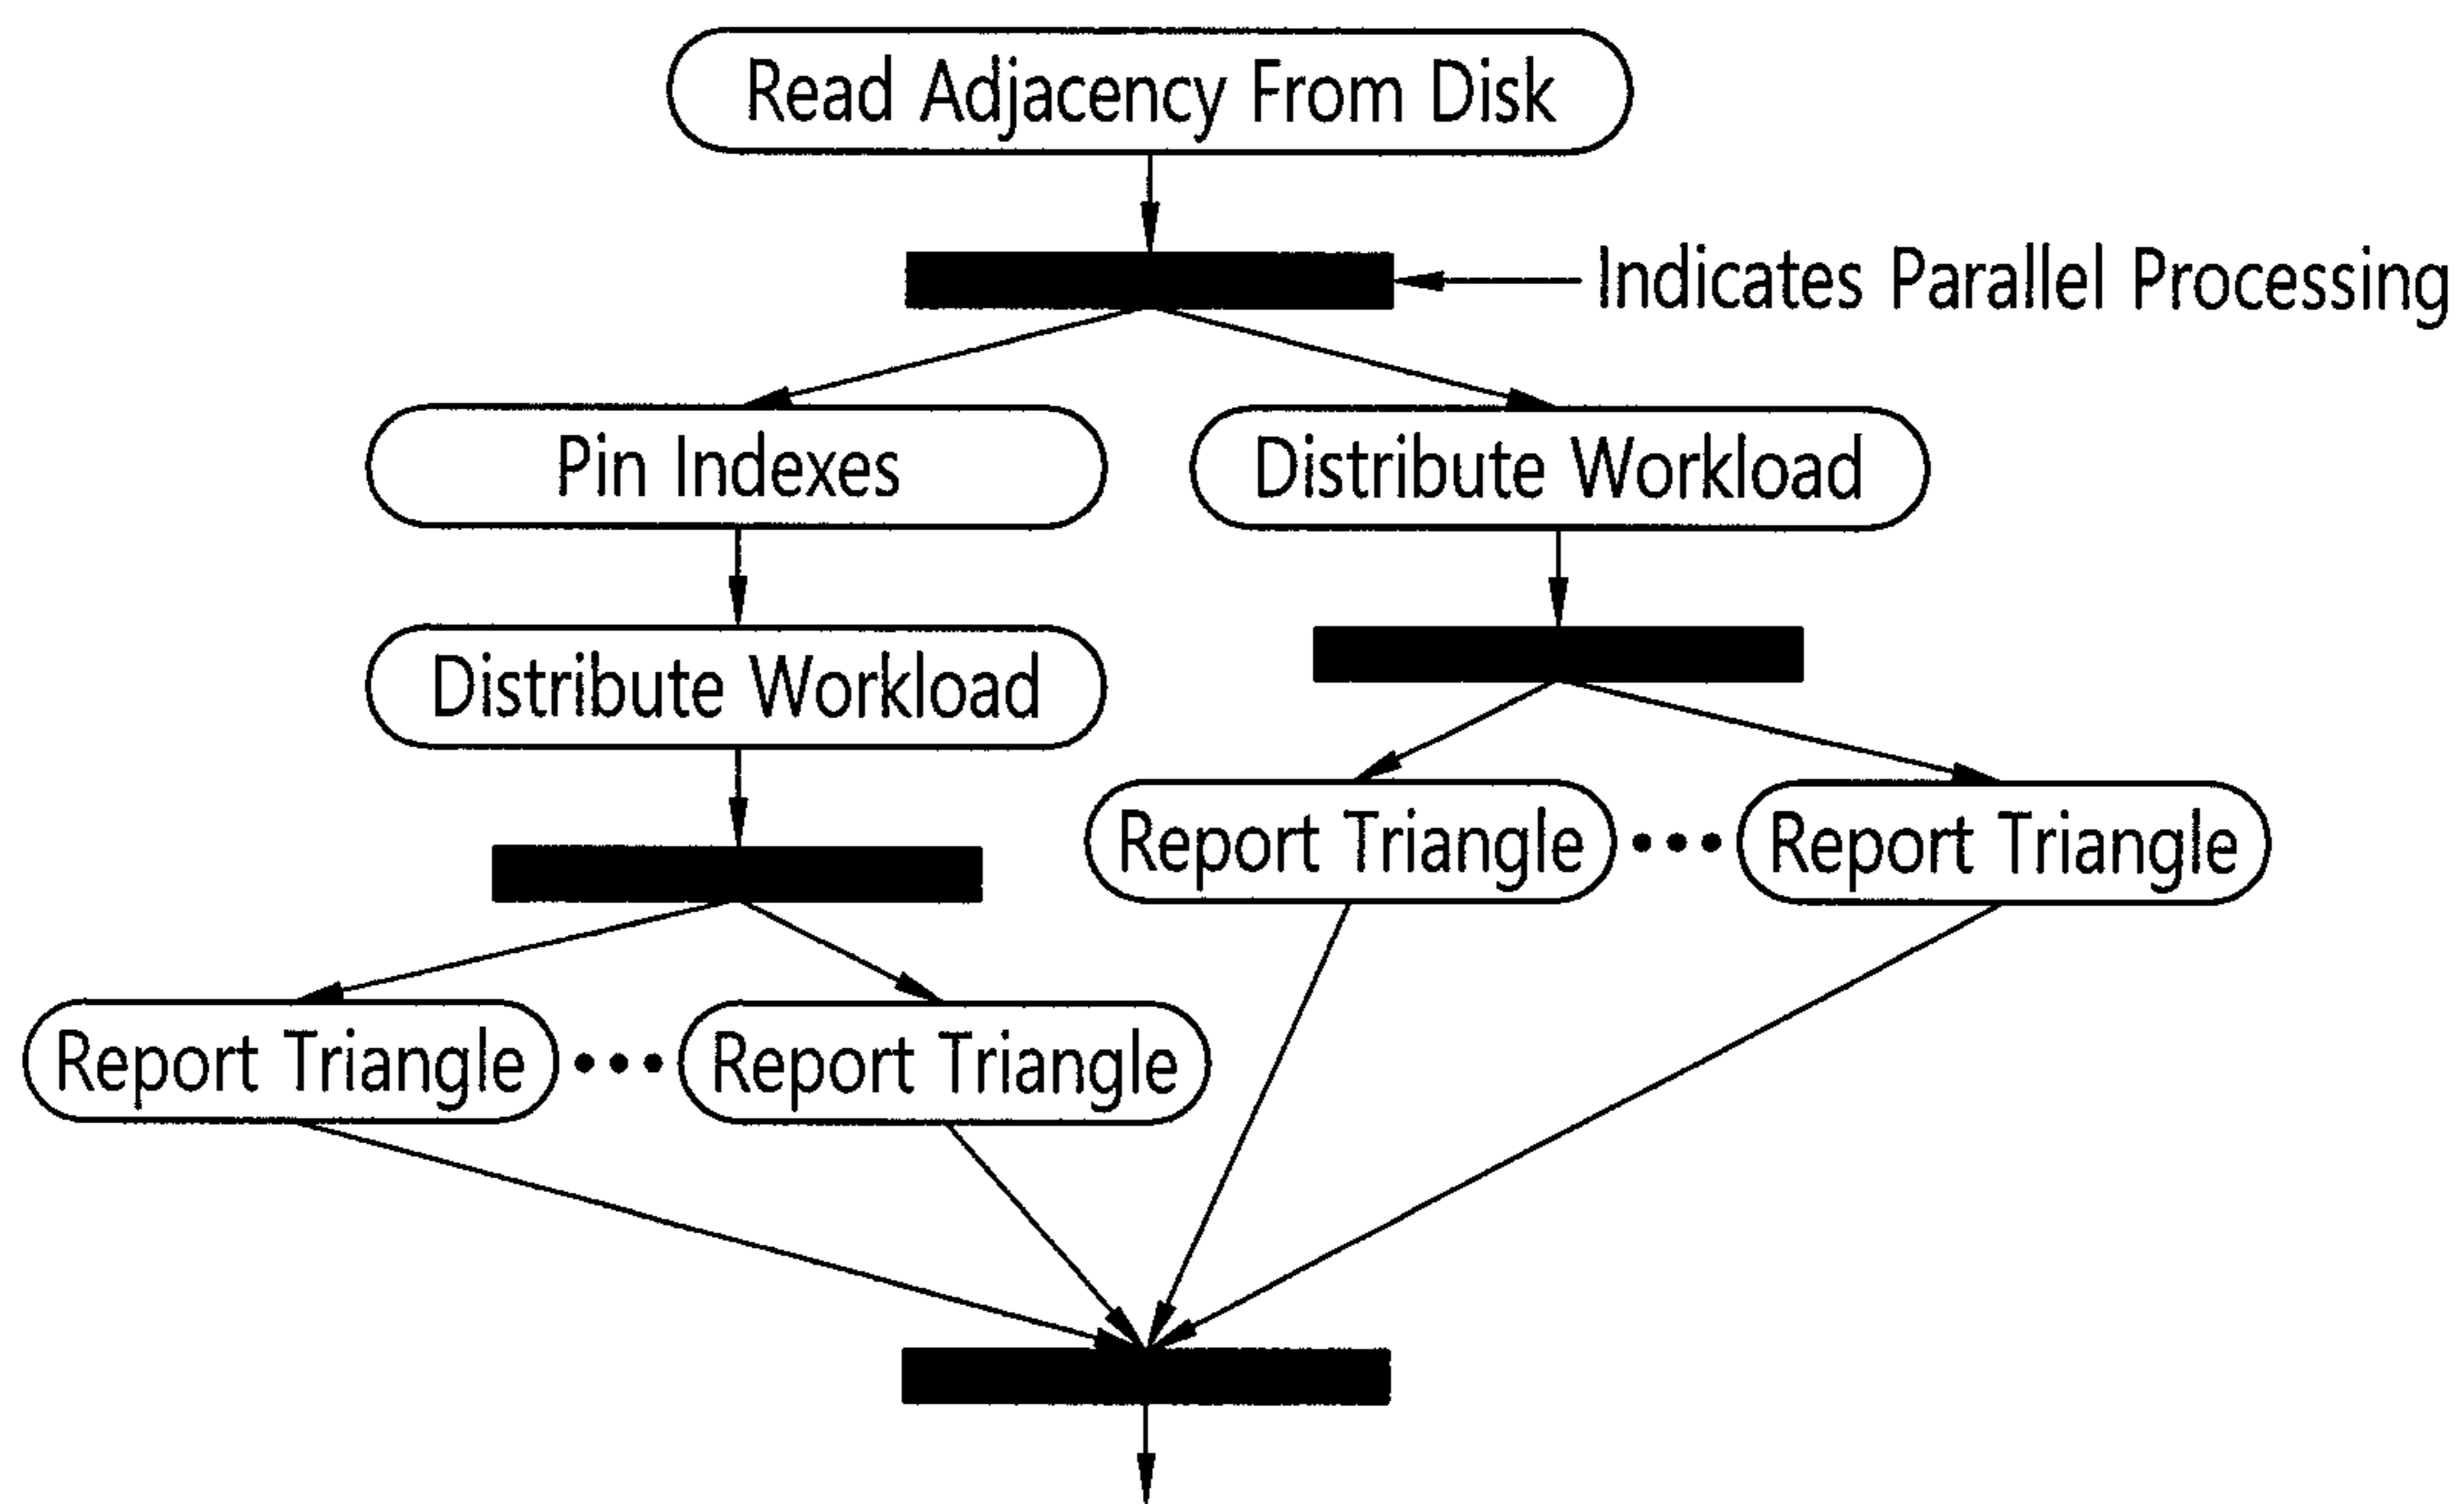 Read Adjacency From Disk
Indicates Parallel Processing
Pin Indexes
Distribute Workload
Distribute Workload
Report Triangle
Report Triangle
Report Triangle
Report Triangle